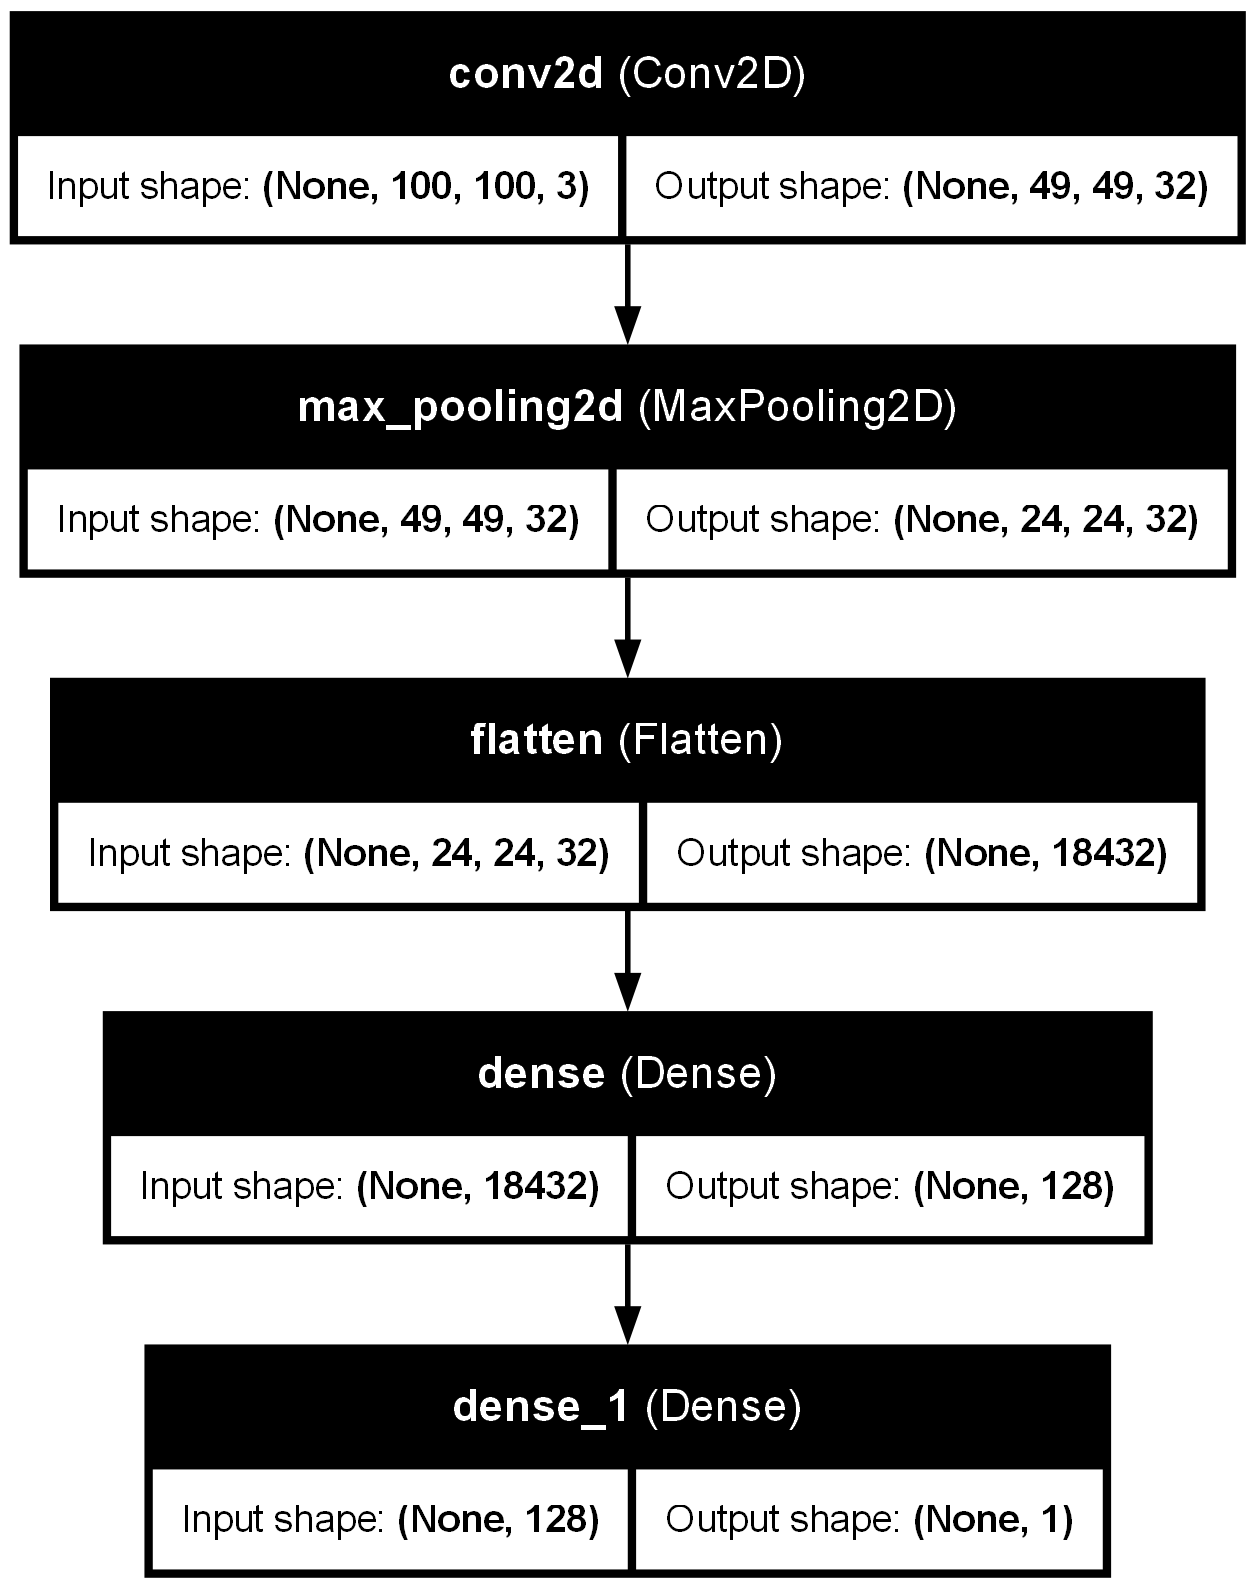 conv2d (Conv2D)
Input shape: (None, 100, 100, 3) Output shape: (None, 49, 49, 32)
max_pooling2d (MaxPooling2D)
Input shape: (None, 49, 49, 32) Output shape: (None, 24, 24, 32)
flatten (Flatten)
Input shape: (None, 24, 24, 32) Output shape: (None, 18432)
dense (Dense)
Input shape: (None, 18432) Output shape: (None, 128)
dense_1 (Dense)
Input shape: (None, 128) Output shape: (None, 1)